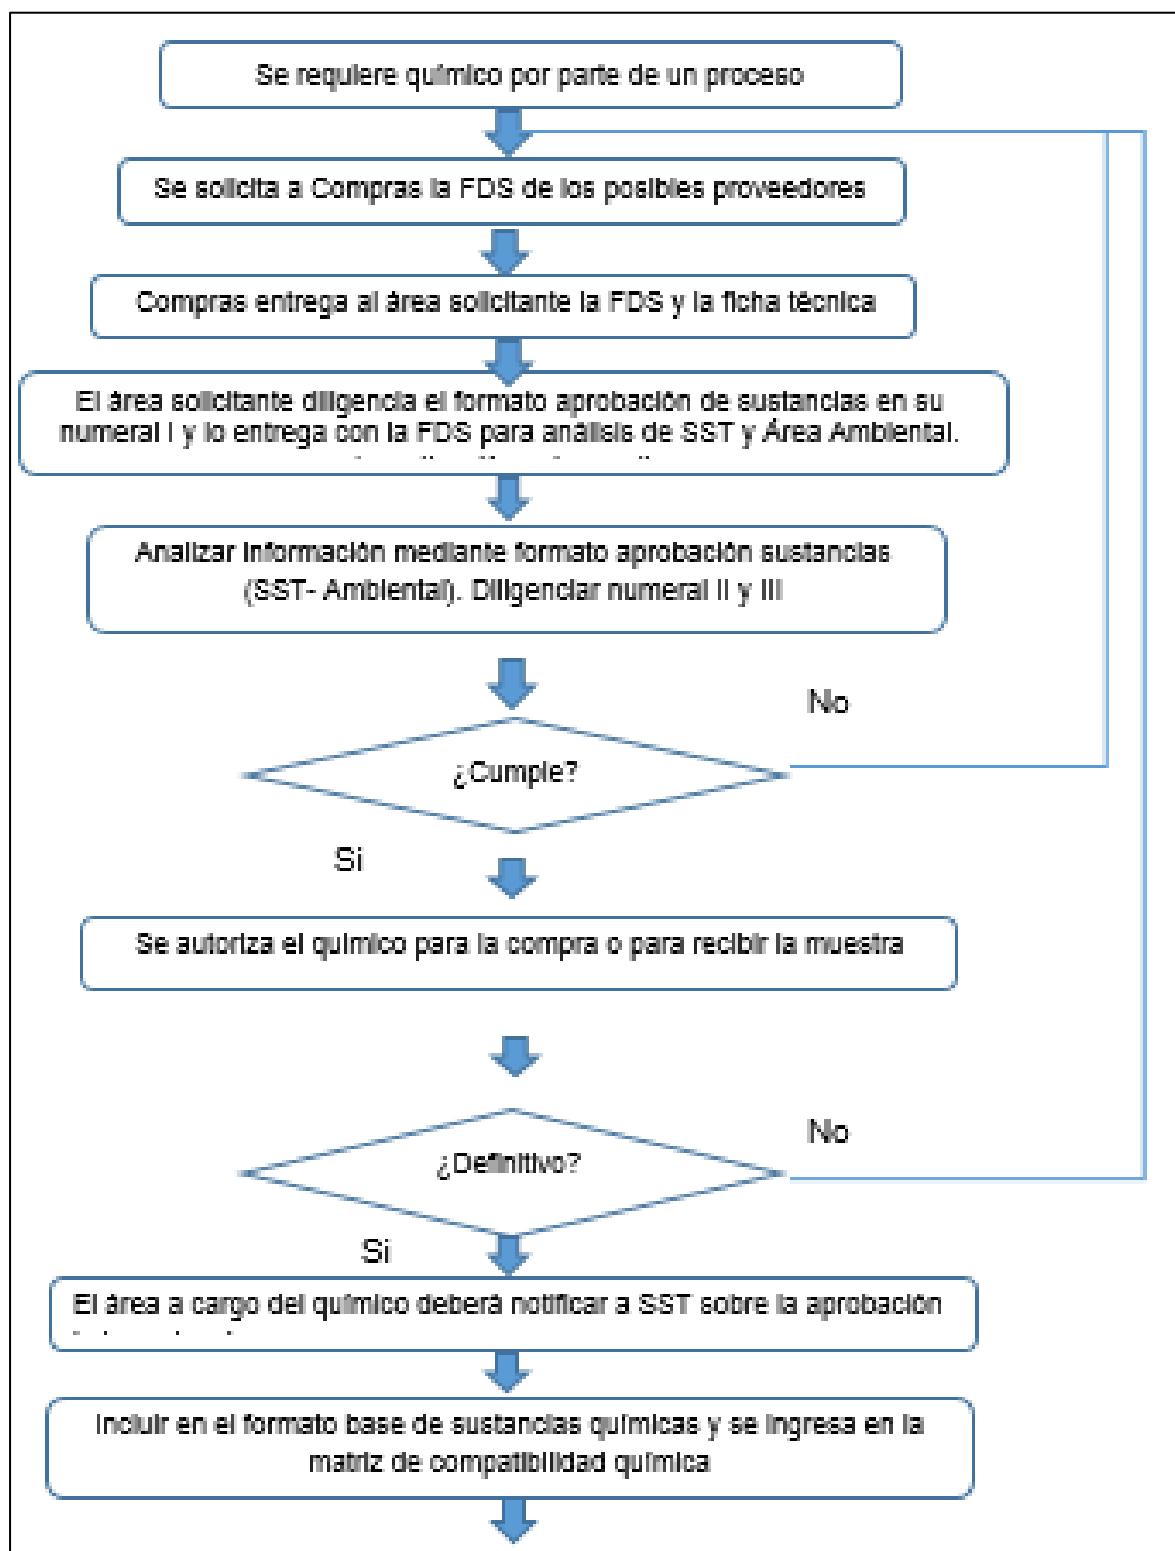 Se requiere químico por parte de un proceso
Se solicita a Compras la FDS de los posibles proveedores
Compras entrega al área solicitante la FDS y la ficha técnica
El área solicitante diligencia el formato aprobación de sustancias en su
numeral I y lo entrega con la FDS para análisis de SST y Área Ambiental.
Analizar información mediante formato aprobación sustancias
(SST- Ambiental). Diligenciar numeral II y III
No
¿Cumple?
Si
Se autoriza el químico para la compra o para recibir la muestra
No
¿Definitivo?
Si
El área a cargo del químico deberá notificar a SST sobre la aprobación
Incluir en el formato base de sustancias químicas y se ingresa en la
matriz de compatibilidad química